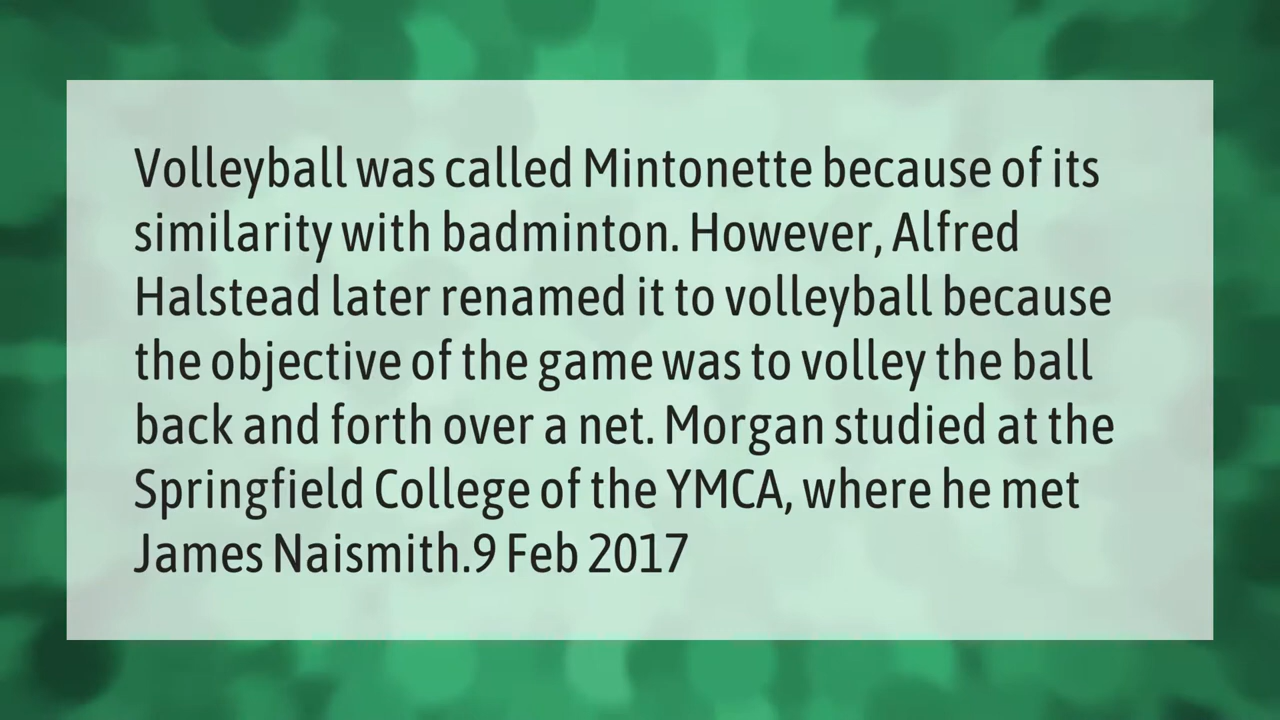 Volleyball was called Mintonette because of its
similarity with badminton. However, Alfred
Halstead later renamed it to volleyball because
the objective of the game was to volley the ball
back and forth over a net. Morgan studied at the
Springfield College of the YMCA, where he met
James Naismith.9 Feb 2017